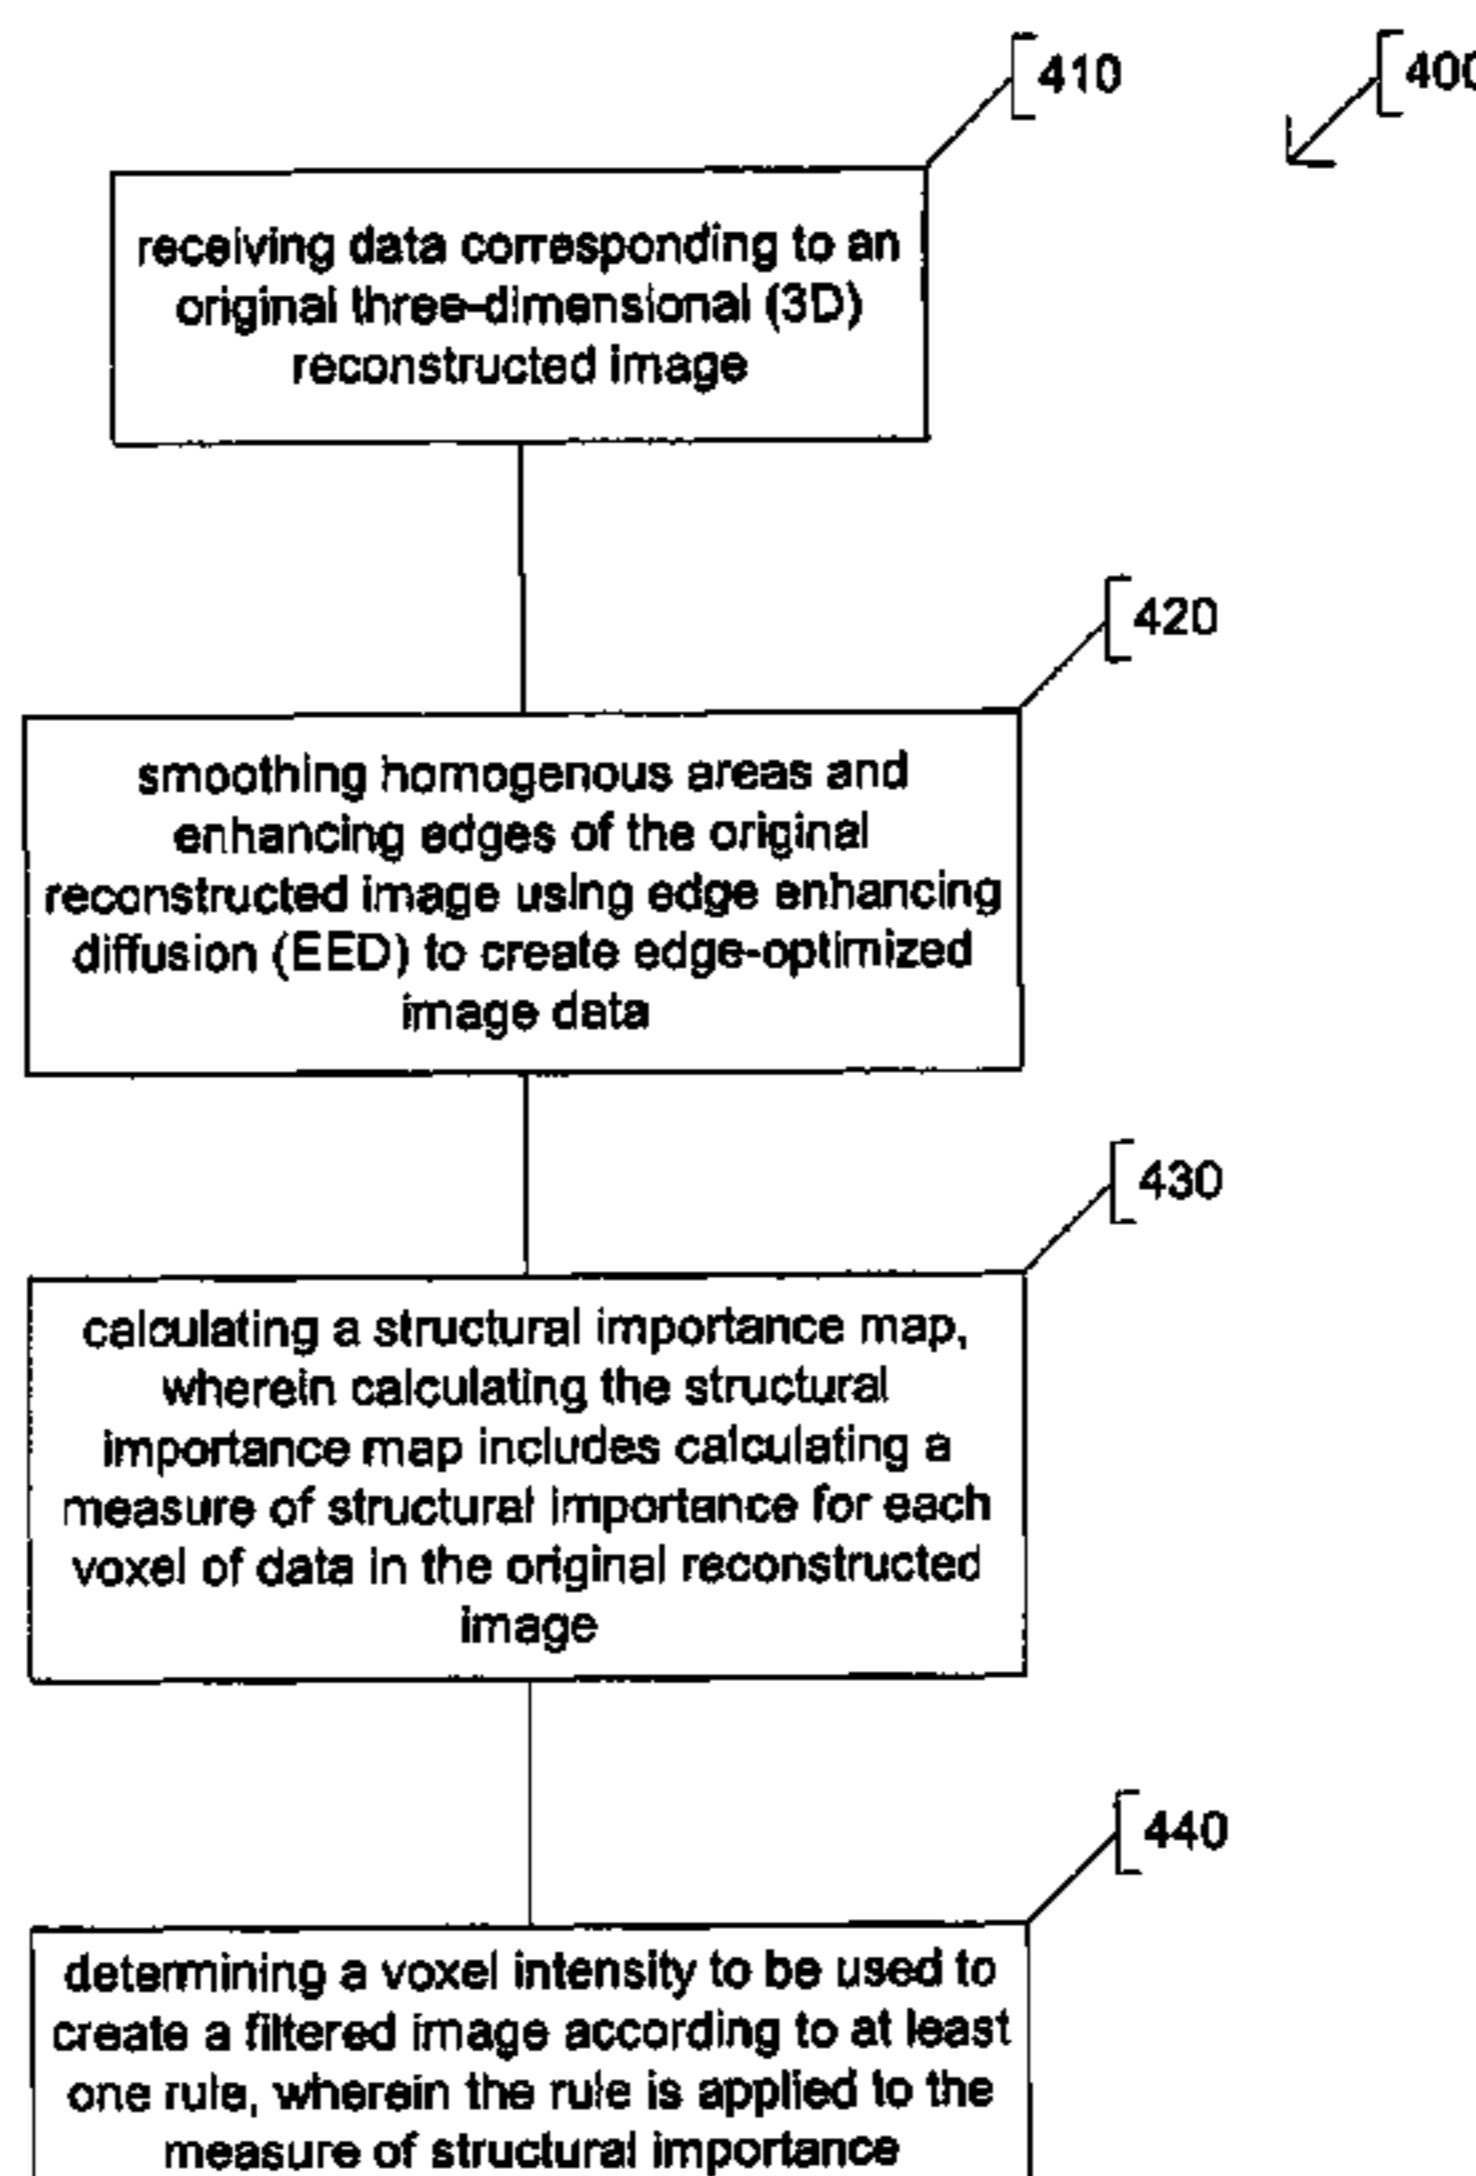 410
400
receiving data corresponding to an
original three-dimensional (3D)
reconstructed image
420
smoothing homogenous areas and
enhancing edges of the original
reconstructed image using edge enhancing
diffusion (EED) to create edge-optimized
image data
430
calculating a structural importance map,
wherein calculating the structural
importance map includes calculating a
measure of structural importance for each
voxel of data in the original reconstructed
image
440
determining a voxel intensity to be used to
create a filtered image according to at least
one rule, wherein the rule is applied to the
measure of structural importance